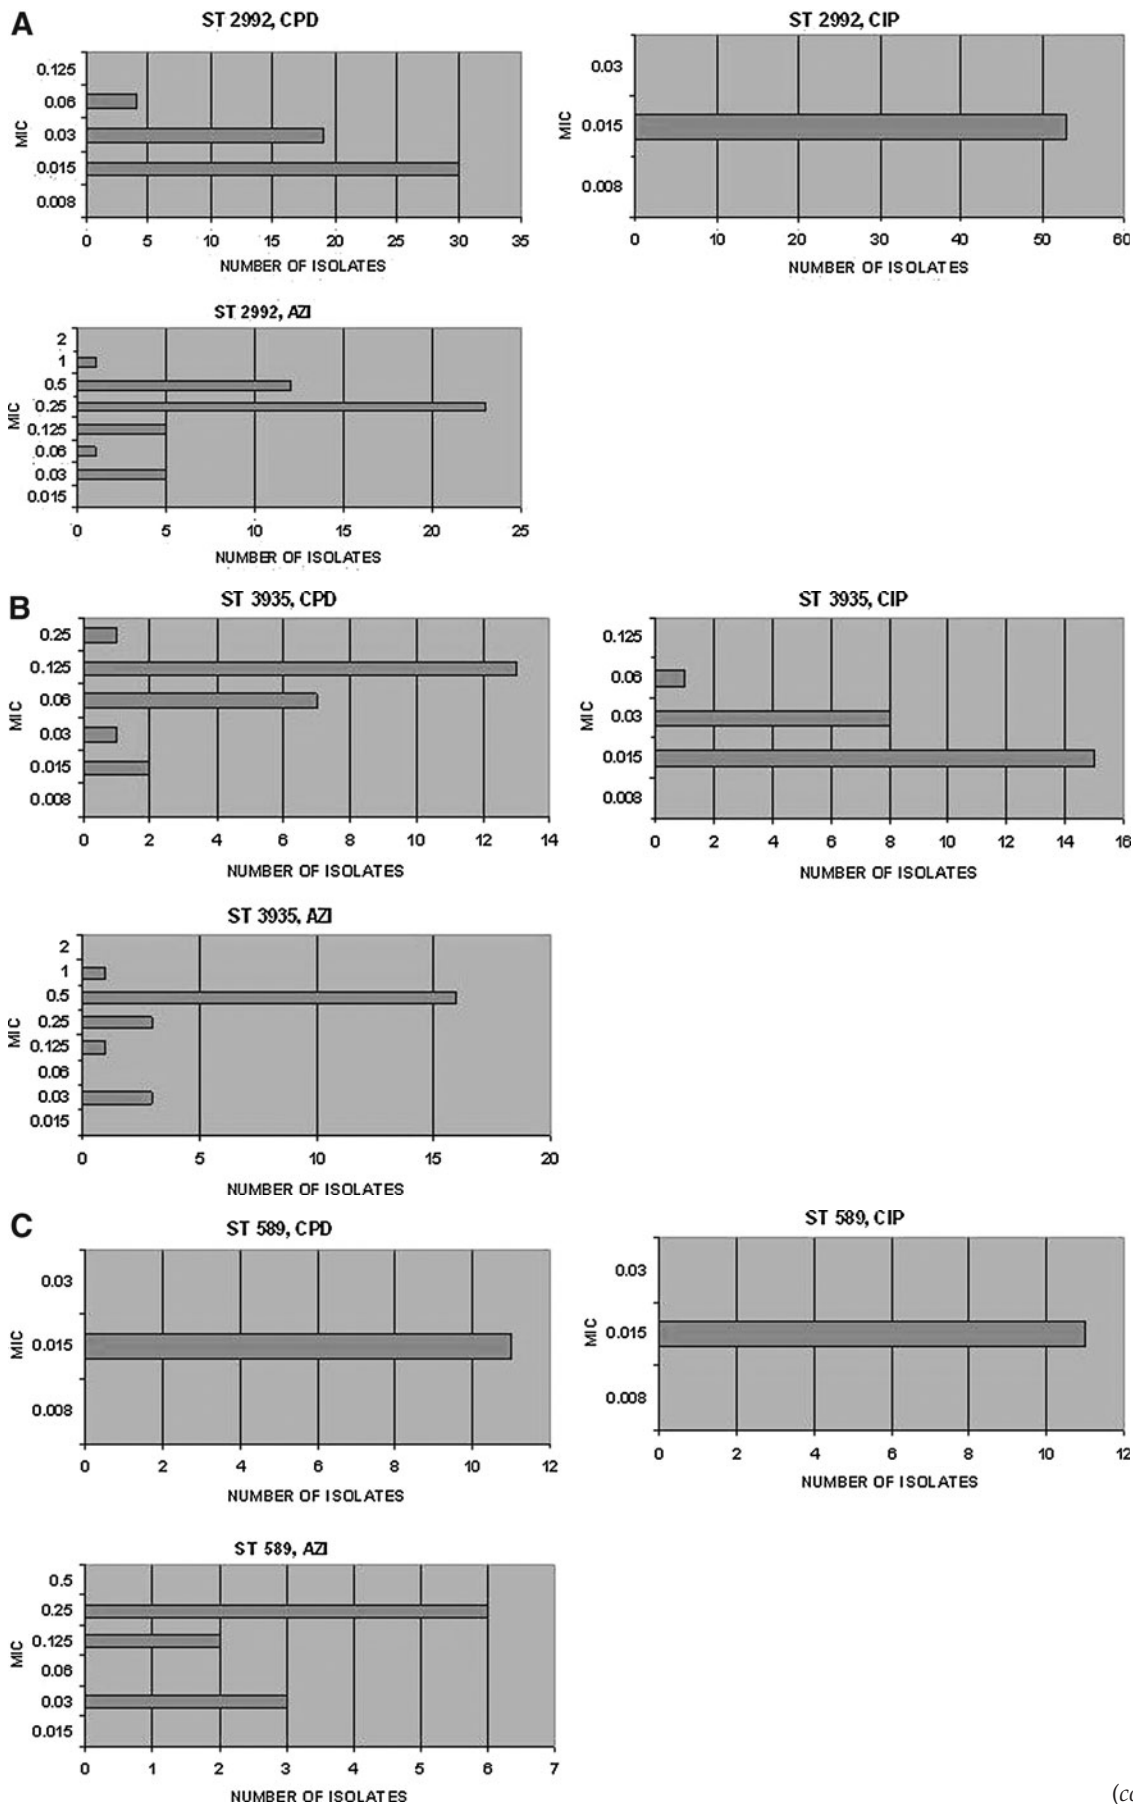 A
ST 2992, CPD
MIC
0.125
0.06
0.03
0.015
0.008
0 5 10 15 20 25 30 35
NUMBER OF ISOLATES
ST 2992, CIP
MIC
0.03
0.015
0.008
0 10 20 30 40 50 60
NUMBER OF ISOLATES
ST 2992, AZI
MIC
2
1
0.5
0.25
0.125
0.06
0.03
0.015
0 5 10 15 20 25
NUMBER OF ISOLATES
B
ST 3935, CPD
MIC
0.25
0.125
0.06
0.03
0.015
0.008
0 2 4 6 8 10 12 14
NUMBER OF ISOLATES
ST 3935, CIP
MIC
0.125
0.06
0.03
0.015
0.008
0 2 4 6 8 10 12 14 16
NUMBER OF ISOLATES
ST 3935, AZI
MIC
2
1
0.5
0.25
0.125
0.06
0.03
0.015
0 5 10 15 20
NUMBER OF ISOLATES
C
ST 589, CPD
MIC
0.03
0.015
0.008
0 2 4 6 8 10 12
NUMBER OF ISOLATES
ST 589, CIP
MIC
0.03
0.015
0.008
0 2 4 6 8 10 12
NUMBER OF ISOLATES
ST 589, AZI
MIC
0.5
0.25
0.125
0.06
0.03
0.015
0 1 2 3 4 5 6 7
NUMBER OF ISOLATES